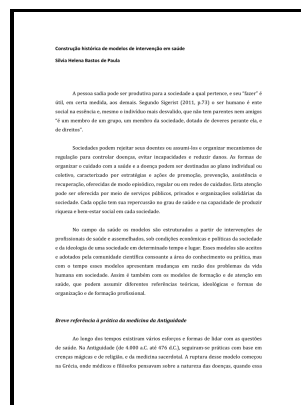 Construção histórica de modelos de intervenção em saúde
Silvia Helena Bastos de Paula
A pessoa sadia pode ser produtiva para a sociedade a qual pertence, e seu "fazer" é
útil, em certa medida, aos demais. Segundo Sigerist (2011, p.73) o ser humano é ente
social na essência e, mesmo o indivíduo mais desvalido, que não tem parentes nem amigos
"é um membro de um grupo, um membro da sociedade, dotado de deveres perante ela, e
de direitos".
Sociedades podem rejeitar seus doentes ou assumi-los e organizar mecanismos de
regulação para controlar doenças, evitar incapacidades e reduzir danos. As formas de
organizar o cuidado com a saúde e a doença podem ser destinadas ao plano individual ou
coletivo, caracterizado por estratégias e ações de promoção, prevenção, assistência e
recuperação, oferecidas de modo episódico, regular ou em redes de cuidados. Esta atenção
pode ser oferecida por meio de serviços públicos, privados e organizações solidárias da
sociedade. Cada opção tem sua repercussão no grau de saúde e na capacidade de produzir
riqueza e bem-estar social em cada sociedade.
No campo da saúde os modelos são estruturados a partir de intervenções de
profissionais de saúde e assemelhados, sob condições econômicas e políticas da sociedade
e da ideologia de uma sociedade em determinado tempo e lugar. Esses modelos são aceitos
e adotados pela comunidade científica consoante a área do conhecimento ou prática, mas
com o tempo esses modelos apresentam mudanças em razão dos problemas da vida
humana em sociedade. Assim é também com os modelos de formação e de atenção em
saúde, que podem assumir diferentes referências teóricas, ideológicas e formas de
organização e de formação profissional.
Breve referência à prática da medicina da Antiguidade
Ao longo dos tempos existiram vários esforços e formas de lidar com as questões
de saúde. Na Antiguidade (de 4.000 a.C. até 476 d.C.), seguiram-se práticas com base em
crenças mágicas e de religião, e da medicina sacerdotal. A ruptura desse modelo começou
na Grécia, onde médicos e filósofos pensavam sobre a natureza das doenças, quando esse